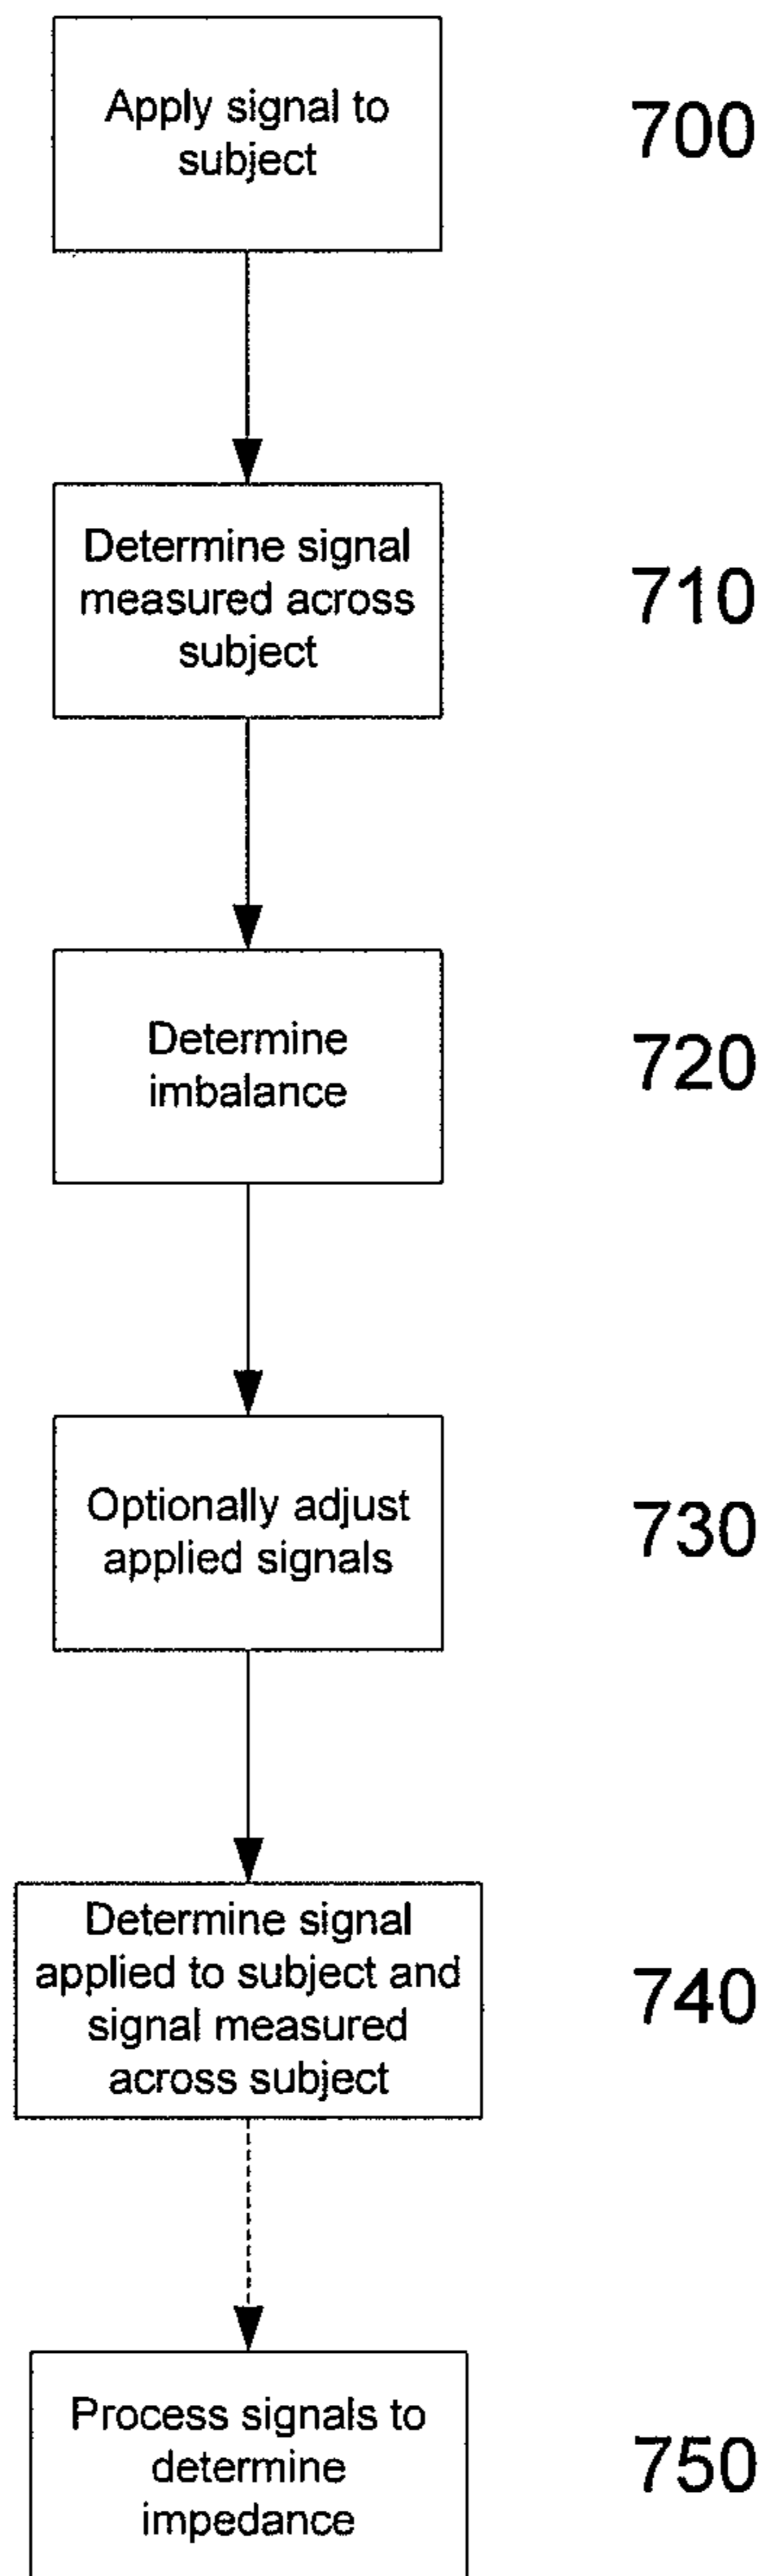 Apply signal to
subject
700
Determine signal
measured across
subject
710
Determine
imbalance
720
Optionally adjust
applied signals
730
Determine signal
applied to subject and
signal measured
across subject
740
Process signals to
determine
impedance
750